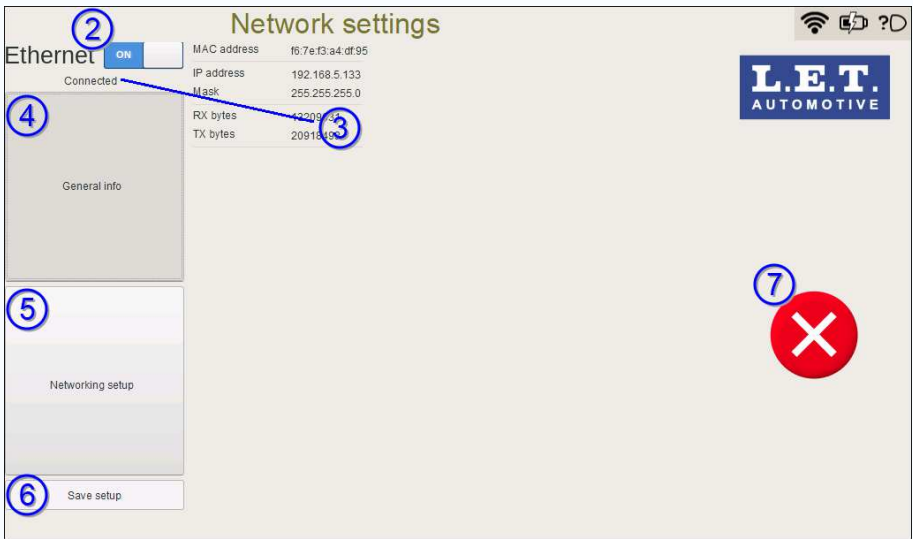 Network settings
2
?
Ethernet ON
MAC address f6:7e:f3:a4:df:95
Connected
3
IP address 192.168.5.133
Mask 255.255.255.0
RX bytes
TX bytes
L.E.T.
AUTOMOTIVE
4
General info
5
7
Networking setup
6
Save setup